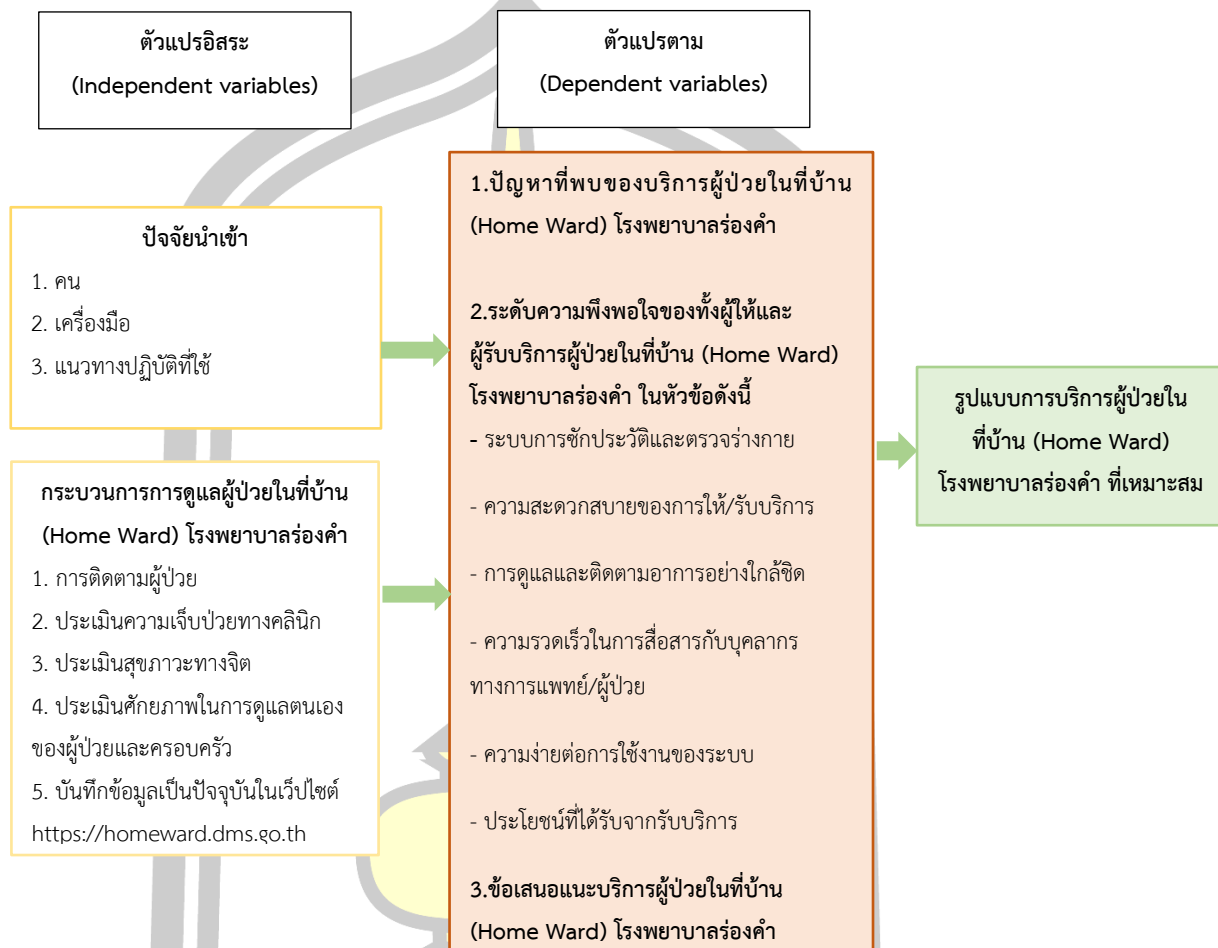 ตัวแปรอิสระ
(Independent variables)
ตัวแปรตาม
(Dependent variables)
ปัจจัยนำเข้า
1. คน
2. เครื่องมือ
3. แนวทางปฏิบัติที่ใช้
กระบวนการการดูแลผู้ป่วยในที่บ้าน
(Home Ward) โรงพยาบาลร่องคำ
1. การติดตามผู้ป่วย
2. ประเมินความเจ็บป่วยทางคลินิก
3. ประเมินสุขภาวะทางจิต
4. ประเมินศักยภาพในการดูแลตนเอง
ของผู้ป่วยและครอบครัว
5. บันทึกข้อมูลเป็นปัจจุบันในเว็ปไซต์
https://homeward.dms.go.th
1.ปัญหาที่พบของบริการผู้ป่วยในที่บ้าน
(Home Ward) โรงพยาบาลร่องคำ
2.ระดับความพึงพอใจของทั้งผู้ให้และ
ผู้รับบริการผู้ป่วยในที่บ้าน (Home Ward)
โรงพยาบาลร่องคำ ในหัวข้อดังนี้
- ระบบการซักประวัติและตรวจร่างกาย
- ความสะดวกสบายของการให้/รับบริการ
- การดูแลและติดตามอาการอย่างใกล้ชิด
- ความรวดเร็วในการสื่อสารกับบุคลากร
ทางการแพทย์/ผู้ป่วย
- ความง่ายต่อการใช้งานของระบบ
- ประโยชน์ที่ได้รับจากรับบริการ
3.ข้อเสนอแนะบริการผู้ป่วยในที่บ้าน
(Home Ward) โรงพยาบาลร่องคำ
รูปแบบการบริการผู้ป่วยใน
ที่บ้าน (Home Ward)
โรงพยาบาลร่องคำ ที่เหมาะสม